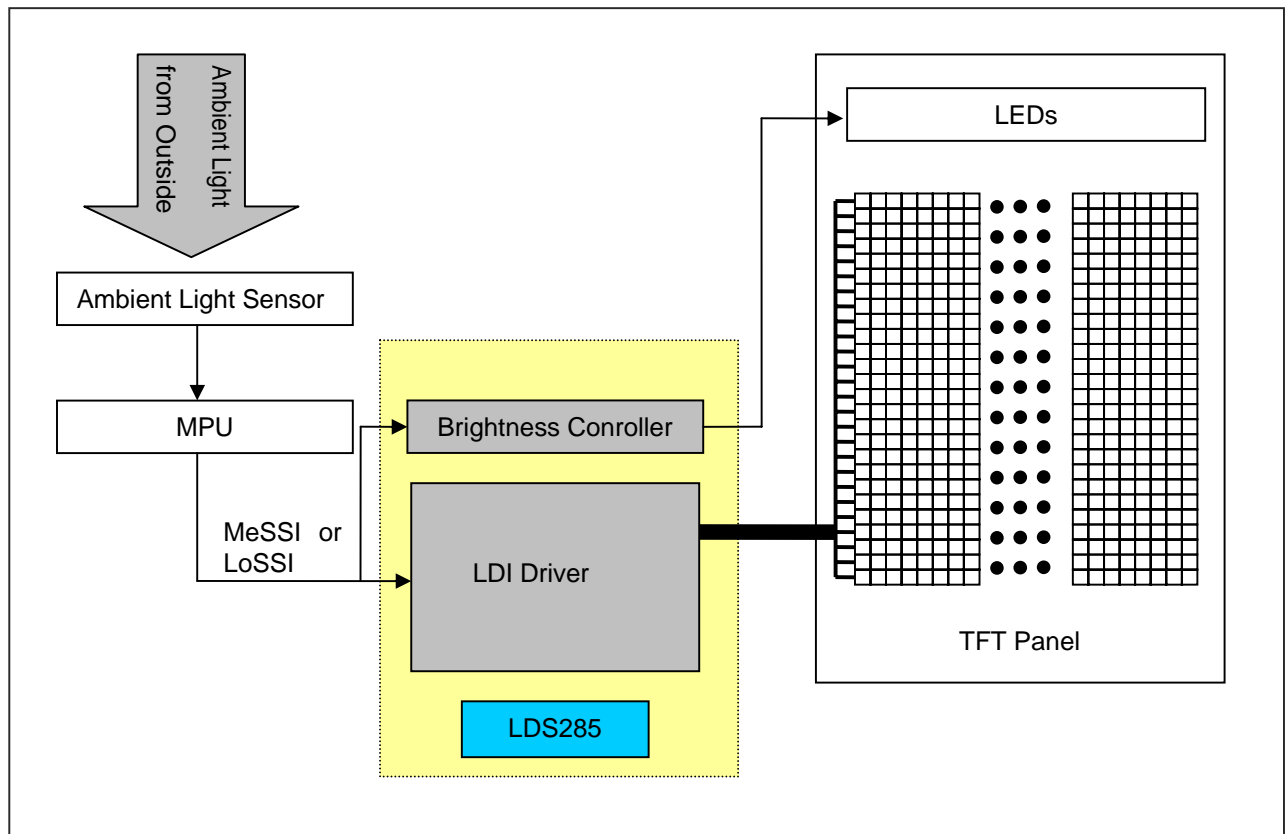 Ambient Light
from Outside
LEDs
Ambient Light Sensor
MPU
Brightness Conroller
MeSSI or
LoSSI
LDI Driver
TFT Panel
LDS285